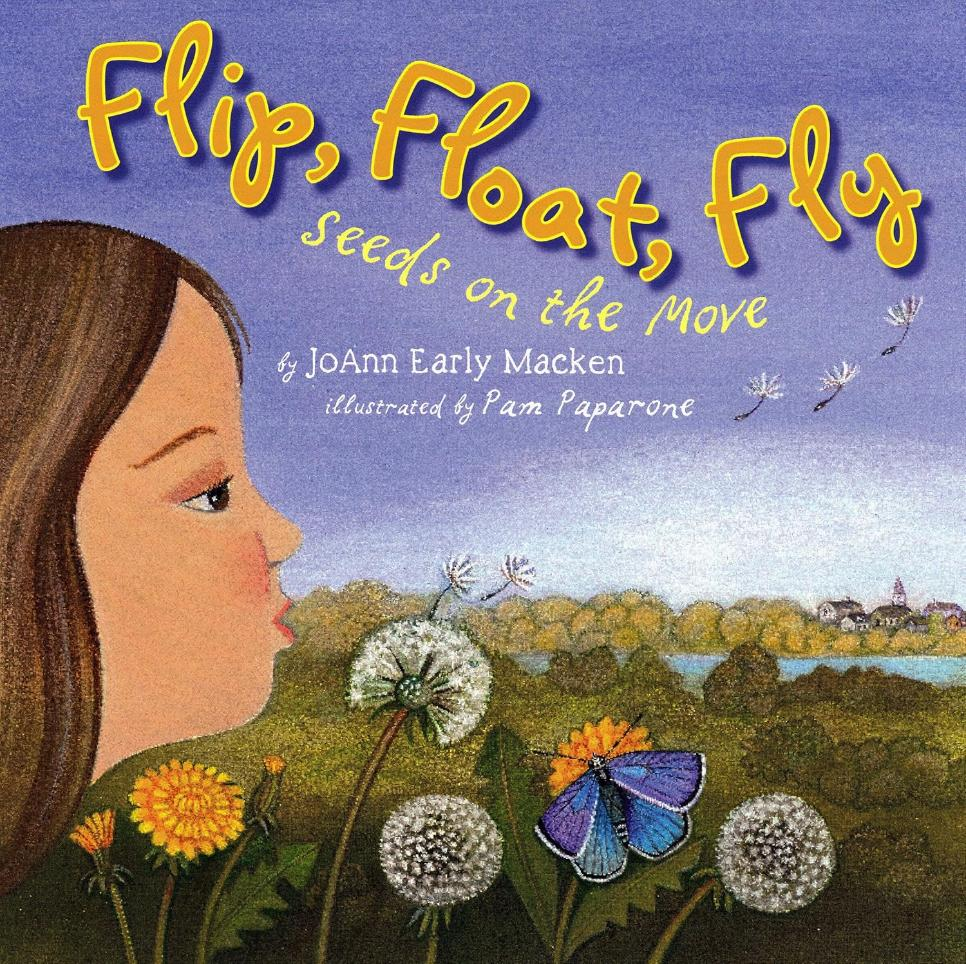 Flip, Float, Fly
seeds on the Move
by JoAnn Early Macken
illustrated by Pam Paparone